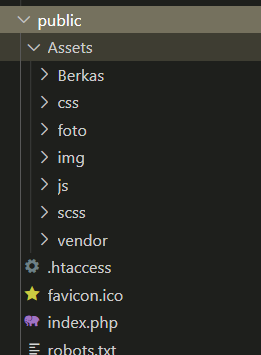 public
Assets
Berkas
css
foto
img
js
scss
vendor
.htaccess
favicon.ico
index.php
robots.txt